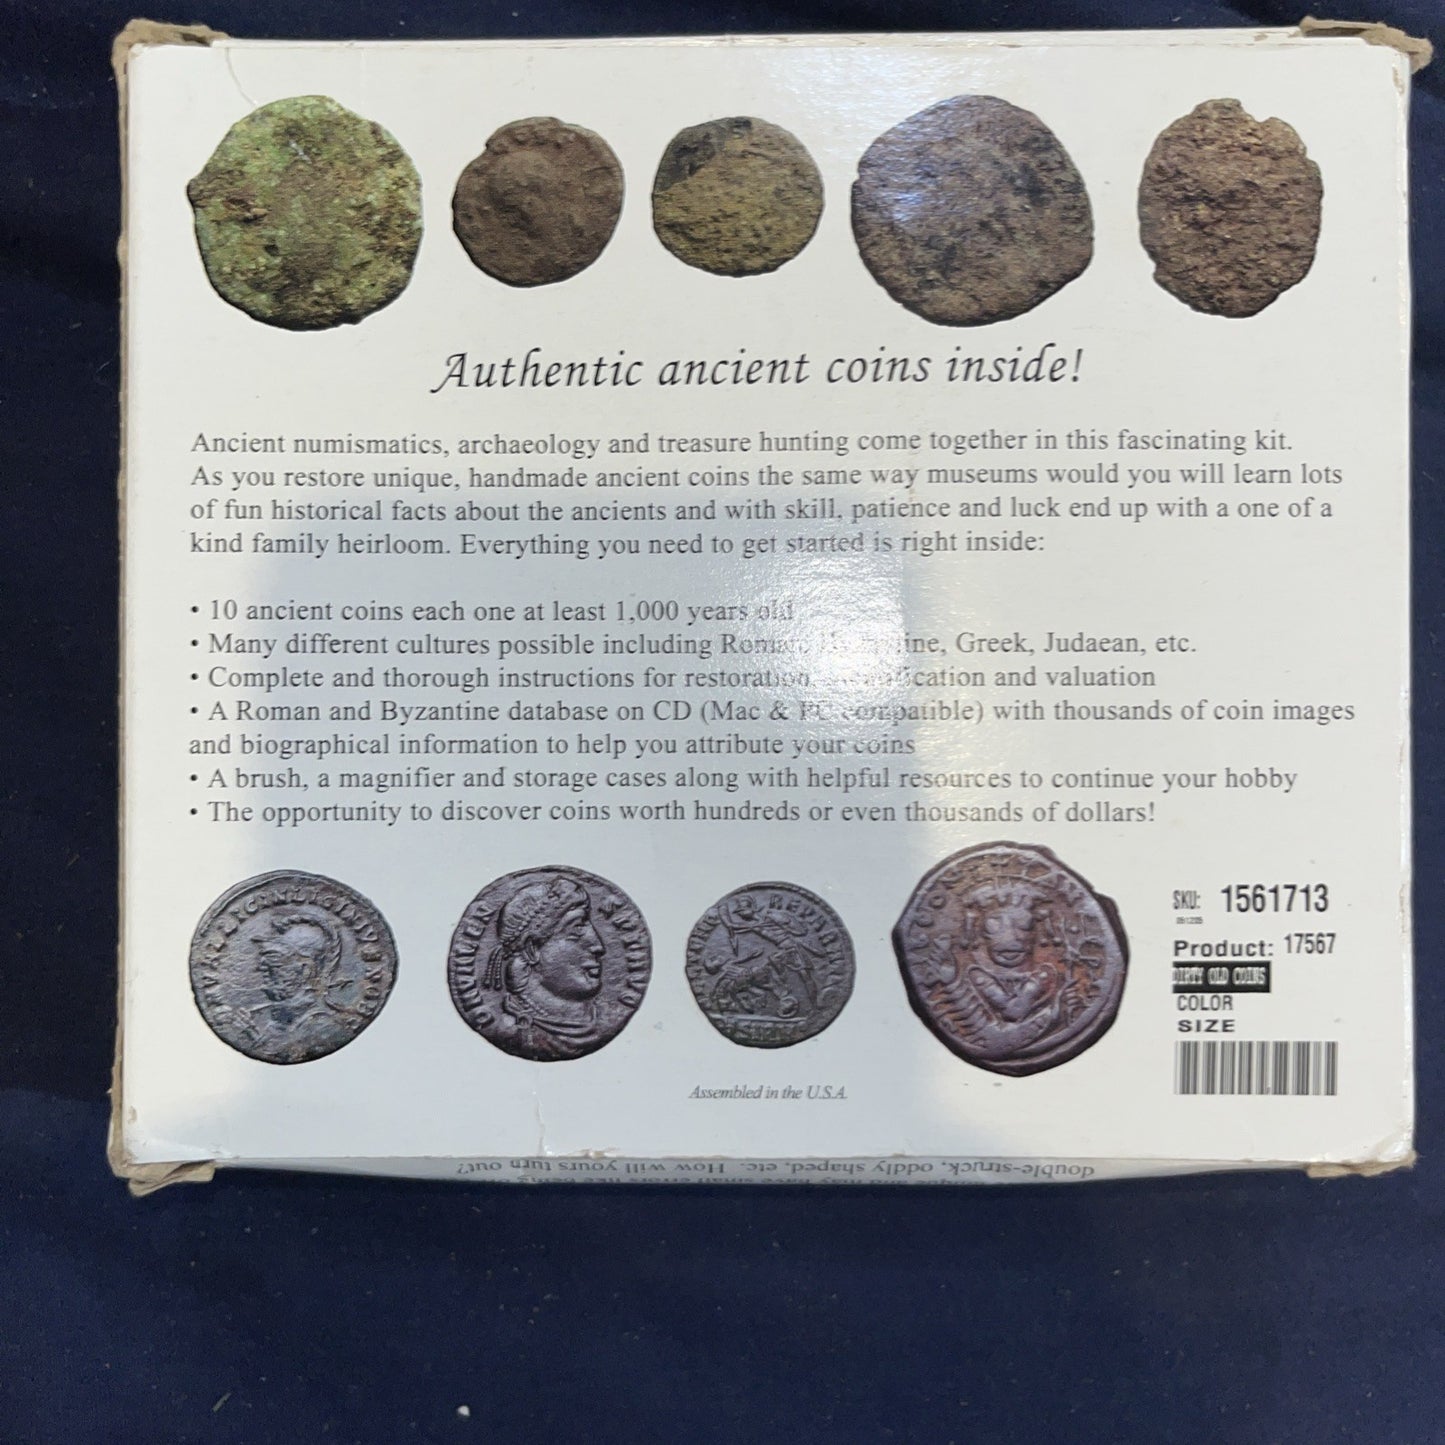 Authentic ancient coins inside!
Ancient numismatics, archaeology and treasure hunting come together in this fascinating kit.
As you restore unique, handmade ancient coins the same way museums would you will learn lots
of fun historical facts about the ancients and with skill, patience and luck end up with a one of a
kind family heirloom. Everything you need to get started is right inside:
• 10 ancient coins each one at least 1,000 years old
• Many different cultures possible including Roman, Byzantine, Greek, Judaean, etc.
• Complete and thorough instructions for restoration, and valuation
• A Roman and Byzantine database on CD (Mac & PC compatible) with thousands of coin images
and biographical information to help you attribute your coins
• A brush, a magnifier and storage cases along with helpful resources to continue your hobby
• The opportunity to discover coins worth hundreds or even thousands of dollars!
SKU: 1561713
Product: 17567
DIRTY OLD COINS
COLOR
SIZE
Assembled in the U.S.A.
double-struck, oddly shaped, etc. How will yours turn out?